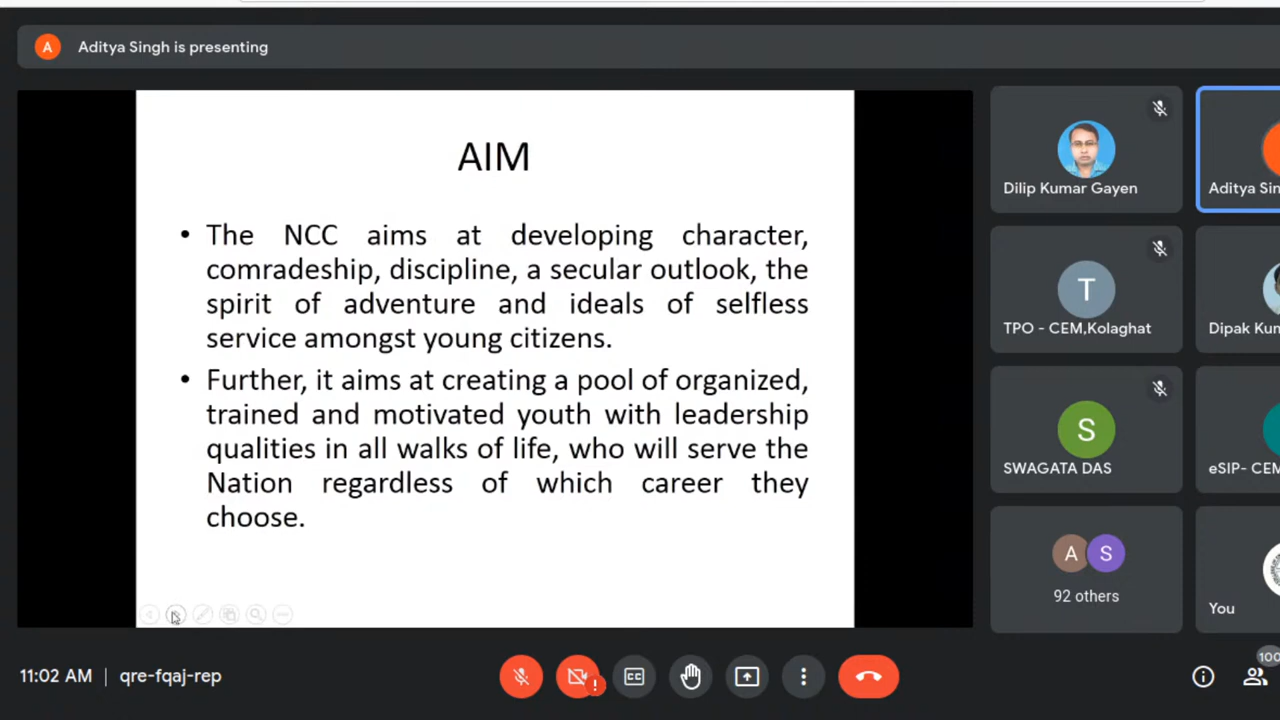 A Aditya Singh is presenting
AIM
• The NCC aims at developing character,
comradeship, discipline, a secular outlook, the
spirit of adventure and ideals of selfless
service amongst young citizens.
• Further, it aims at creating a pool of organized,
trained and motivated youth with leadership
qualities in all walks of life, who will serve the
Nation regardless of which career they
choose.
Dilip Kumar Gayen
Aditya Sin
T
TPO - CEM,Kolaghat
Dipak Kum
S
SWAGATA DAS
eSIP- CEM
A S
92 others
You
11:02 AM | qre-fqaj-rep
CC
!
100